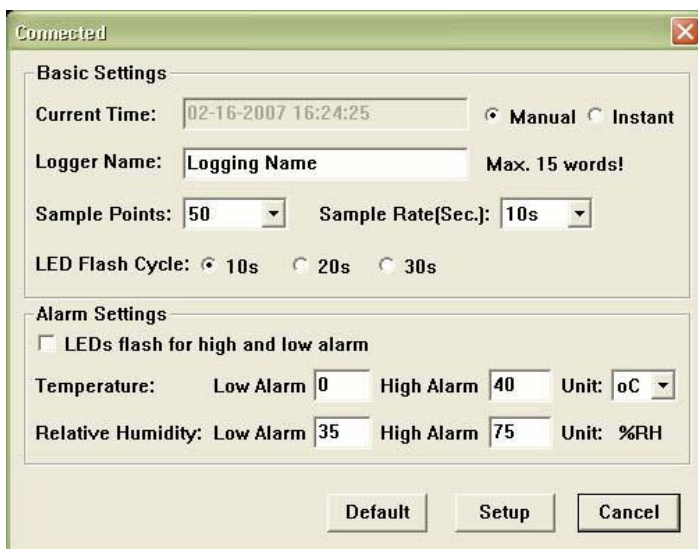 Connected
Basic Settings
Current Time: 02-16-2007 16:24:25 Manual Instant
Logger Name: Logging Name Max. 15 words!
Sample Points: 50 Sample Rate(Sec.): 10s
LED Flash Cycle: 10s 20s 30s
Alarm Settings
LEDs flash for high and low alarm
Temperature: Low Alarm 0 High Alarm 40 Unit: oC
Relative Humidity: Low Alarm 35 High Alarm 75 Unit: %RH
Default Setup Cancel